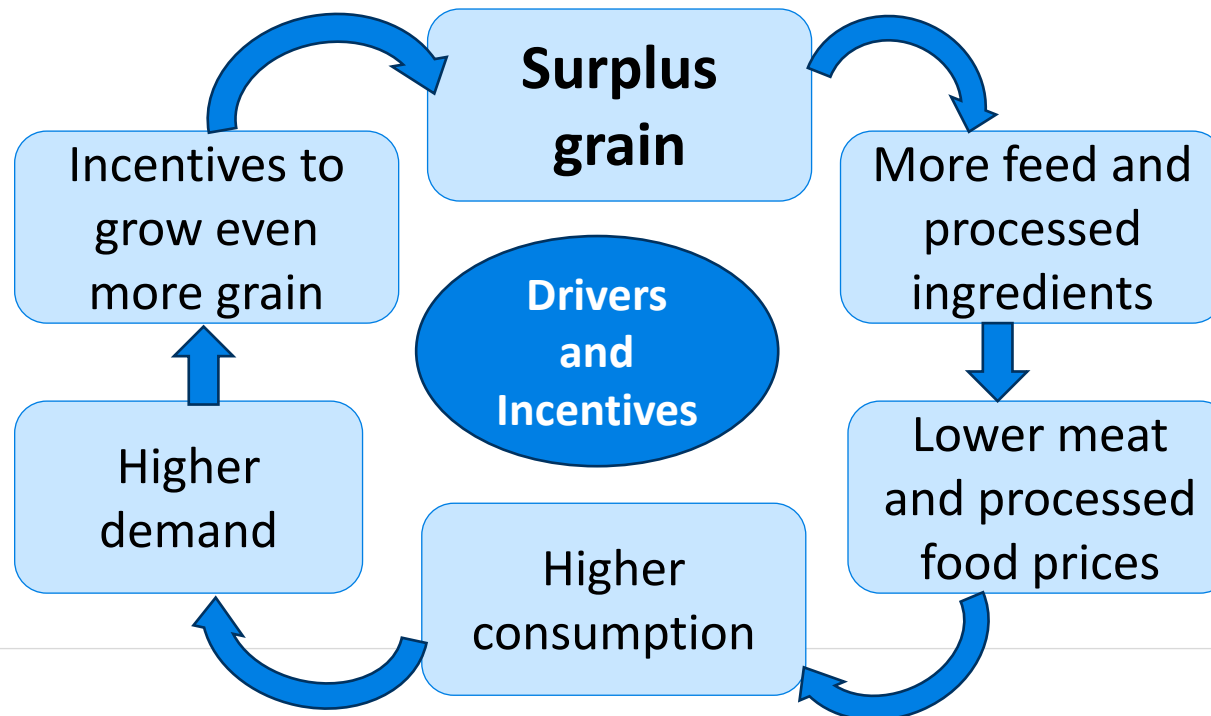 Surplus
grain
More feed and
processed
ingredients
Lower meat
and processed
food prices
Higher
consumption
Higher
demand
Incentives to
grow even
more grain
Drivers
and
Incentives